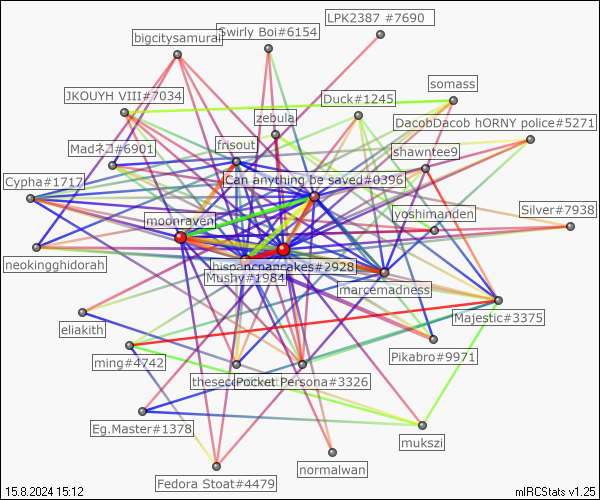 LPK2387 #7690
Swirly Boi#6154
bigcitysamurai
somass
JKOUYH VIII#7034
Duck#1245
zebula
DacobDacob hORNY police#5271
frisout
Madネコ#6901
shawntee9
Cypha#1717
Can anything be saved#0396
Silver#7938
yoshimanden
moonraven
neokingghidorah
hispancpancakes#2928
Mushy#1984
marcemadness
Majestic#3375
eliakith
Pikabro#9971
ming#4742
Pocket Persona#3326
Eg.Master#1378
mukszi
normalwan
Fedora Stoat#4479
15.8.2024 15:12
mIRCStats v1.25